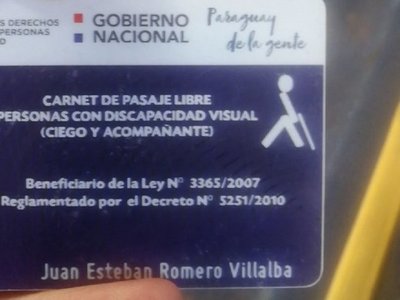 S DERECHOS
PERSONAS
D
GOBIERNO
NACIONAL
Paraguay
de la gente
CARNET DE PASAJE LIBRE
PERSONAS CON DISCAPACIDAD VISUAL
(CIEGO Y ACOMPAÑANTE)
Beneficiario de la Ley N° 3365/2007
Reglamentado por el Decreto N° 5251/2010
Juan Esteban Romero Villalba